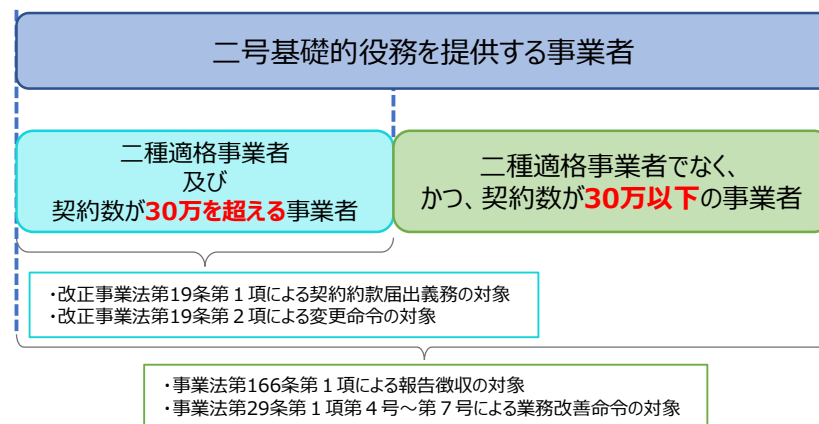 二号基礎的役務を提供する事業者
二種適格事業者
及び
契約数が30万を超える事業者
二種適格事業者でなく、
かつ、契約数が30万以下の事業者
・改正事業法第19条第１項による契約約款届出義務の対象
・改正事業法第19条第２項による変更命令の対象
・事業法第166条第１項による報告徴収の対象
・事業法第29条第１項第４号～第７号による業務改善命令の対象